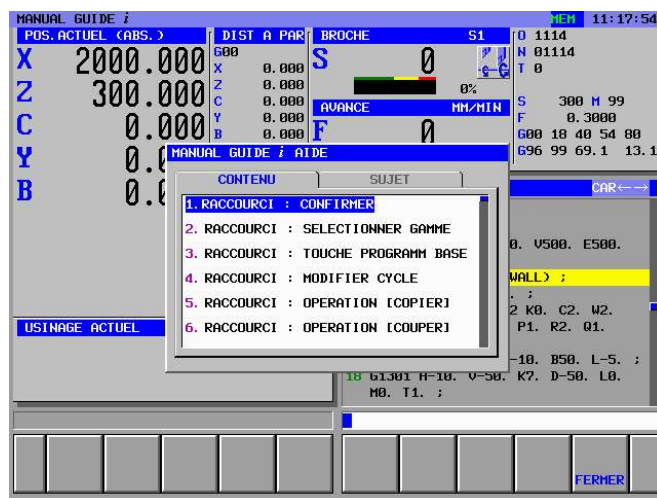 MANUAL GUIDE i MEM 11:17:54
POS.ACTUEL (ABS.) DIST A PAR BROCHE S1 O 1114
X 2000.000 G00 S 0 N 01114
X 0.000 T 0
Z 300.000 Z 0.000 0%
C 0.000 AVANCE MM/MIN S 300 M 99
C 0.000 Y 0.000 F 0 F 0.3000
B 0.000 G00 18 40 54 80
Y 0.0 G96 99 69.1 13.1
B 0.0
MANUAL GUIDE i AIDE
CONTENU SUJET
CAR←→
1. RACCOURCI : CONFIRMER
2. RACCOURCI : SELECTIONNER GAMME
3. RACCOURCI : TOUCHE PROGRAMM BASE
4. RACCOURCI : MODIFIER CYCLE
5. RACCOURCI : OPERATION [COPIER]
6. RACCOURCI : OPERATION [COUPER]
0. V500. E500.
WALL) ;
. ;
2 K0. C2. W2.
P1. R2. Q1.
USINAGE ACTUEL
-10. B50. L-5. ;
18 G1301 H-10. V-50. K7. D-50. L0.
M0. T1. ;
FERMER